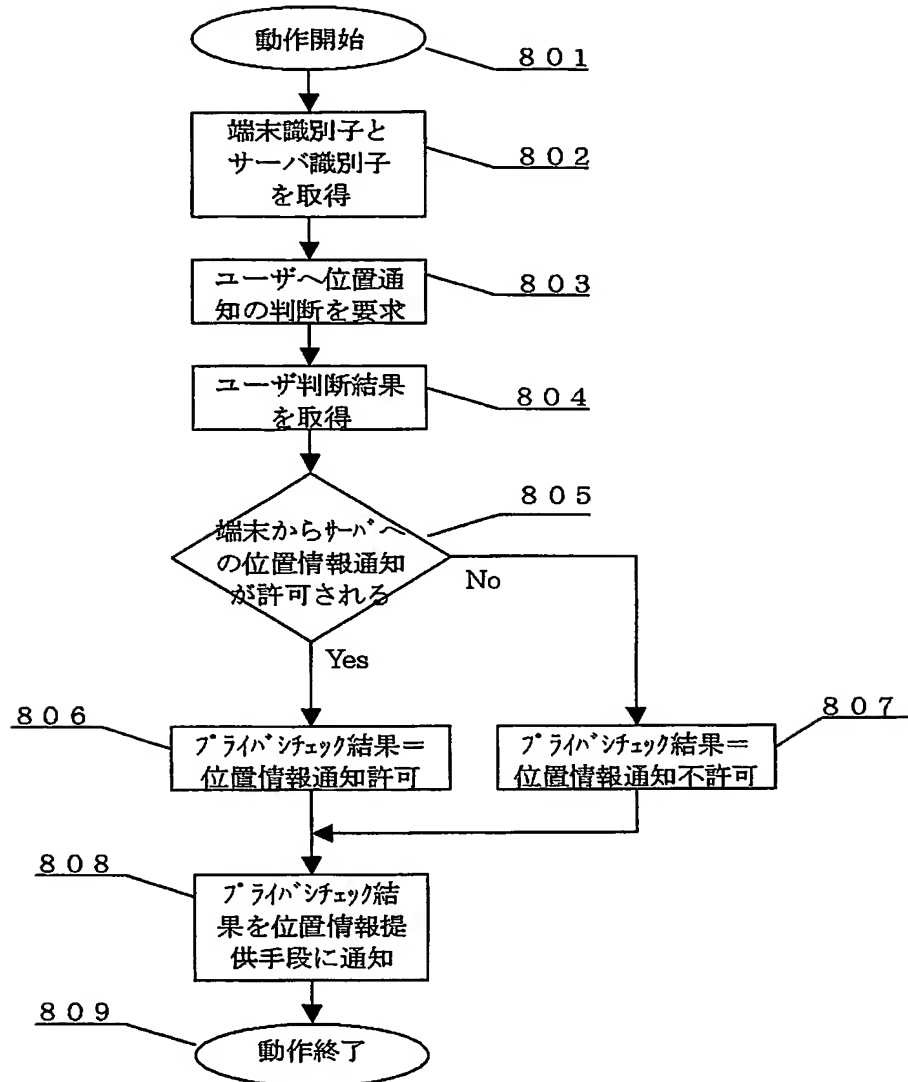 動作開始
801
端末識別子と
サーバ識別子
を取得
802
ユーザへ位置通
知の判断を要求
803
ユーザ判断結果
を取得
804
805
端末からｻｰﾊﾞへ
の位置情報通知
が許可される
No
Yes
806
ﾌﾟﾗｲﾊﾞｼﾁｪｯｸ結果＝
位置情報通知許可
807
ﾌﾟﾗｲﾊﾞｼﾁｪｯｸ結果＝
位置情報通知不許可
808
ﾌﾟﾗｲﾊﾞｼﾁｪｯｸ結
果を位置情報提
供手段に通知
809
動作終了